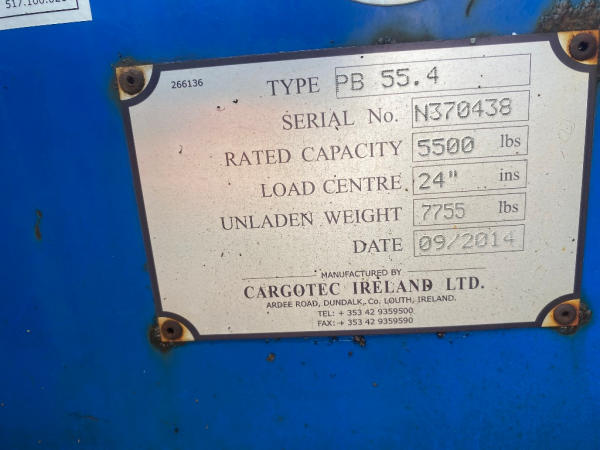 266136
TYPE PB 55.4
SERIAL No. N370438
RATED CAPACITY 5500 lbs
LOAD CENTRE 24" ins
UNLADEN WEIGHT 7755 lbs
DATE 09/2014
MANUFACTURED BY
CARGOTEC IRELAND LTD.
ARDEE ROAD, DUNDALK, Co. LOUTH, IRELAND.
TEL: + 353 42 9359500
FAX: + 353 42 9359590